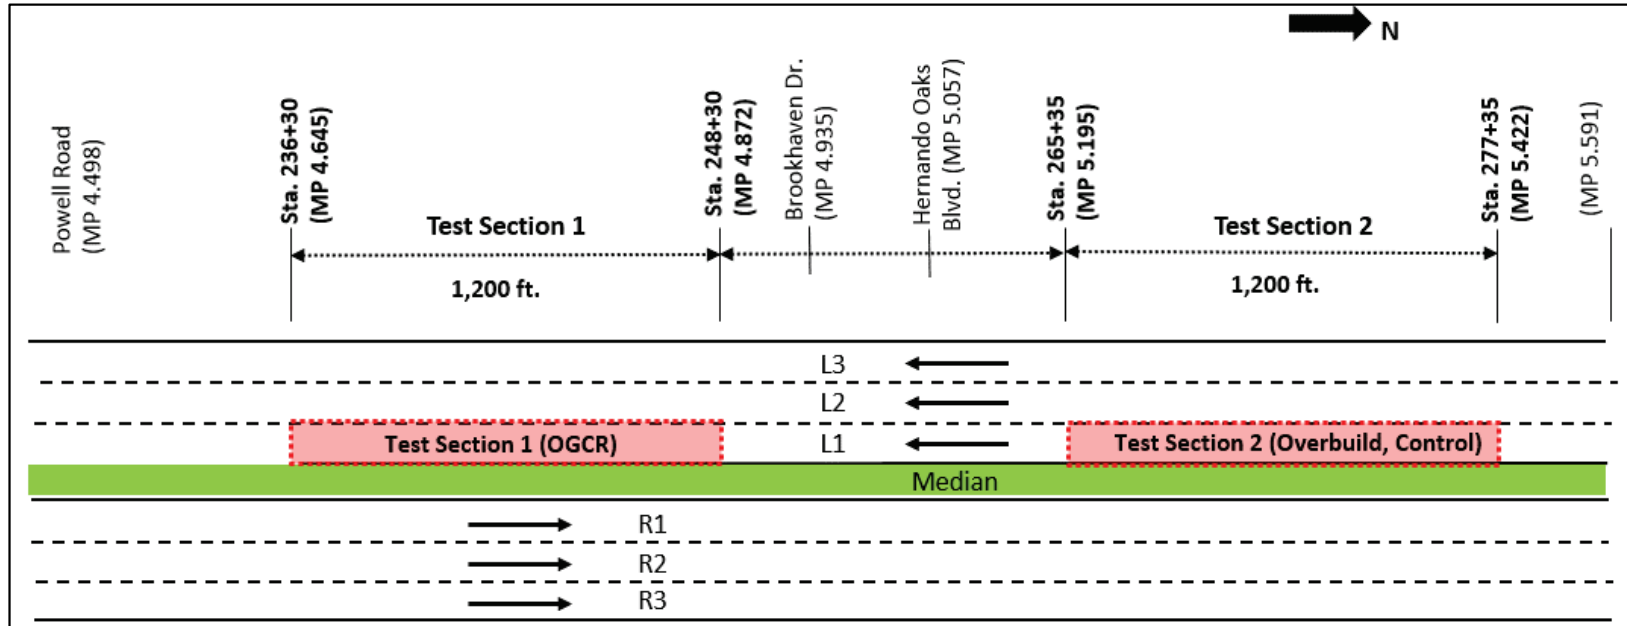 N
Powell Road
(MP 4.498)
Sta. 236+30
(MP 4.645)
Sta. 248+30
(MP 4.872)
Brookhaven Dr.
(MP 4.935)
Hernando Oaks
Blvd. (MP 5.057)
Sta. 265+35
(MP 5.195)
Sta. 277+35
(MP 5.422)
(MP 5.591)
Test Section 1
Test Section 2
1,200 ft.
1,200 ft.
L3
L2
Test Section 1 (OGCR)
L1
Test Section 2 (Overbuild, Control)
Median
R1
R2
R3